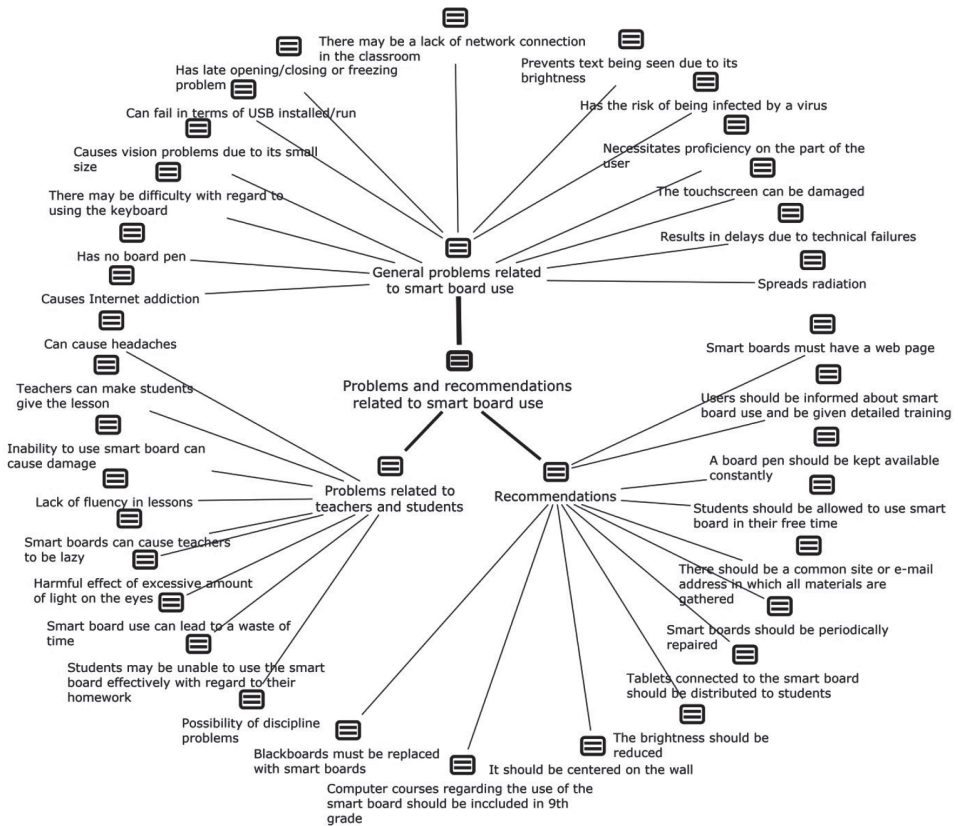 There may be a lack of network connection
in the classroom
Prevents text being seen due to its
brightness
Has late opening/closing or freezing
problem
Has the risk of being infected by a virus
Can fail in terms of USB installed/run
Necessitates proficiency on the part of the
user
Causes vision problems due to its small
size
The touchscreen can be damaged
There may be difficulty with regard to
using the keyboard
Results in delays due to technical failures
Has no board pen
General problems related
to smart board use
Spreads radiation
Causes Internet addiction
Can cause headaches
Smart boards must have a web page
Problems and recommendations
related to smart board use
Teachers can make students
give the lesson
Users should be informed about smart
board use and be given detailed training
Inability to use smart board can
cause damage
A board pen should be kept available
constantly
Problems related to
teachers and students
Recommendations
Lack of fluency in lessons
Students should be allowed to use smart
board in their free time
Smart boards can cause teachers
to be lazy
There should be a common site or e-mail
address in which all materials are
gathered
Harmful effect of excessive amount
of light on the eyes
Smart board use can lead to a waste of
time
Smart boards should be periodically
repaired
Students may be unable to use the smart
board effectively with regard to their
homework
Tablets connected to the smart board
should be distributed to students
Possibility of discipline
problems
Blackboards must be replaced
with smart boards
The brightness should be
reduced
It should be centered on the wall
Computer courses regarding the use of the
smart board should be inccluded in 9th
grade